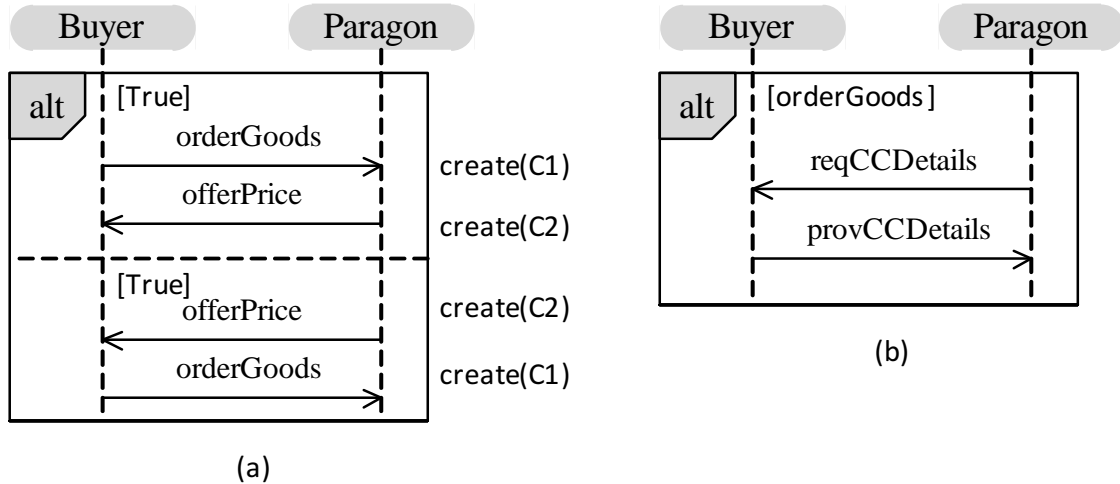 Buyer Paragon
alt [True]
orderGoods
create(C1)
offerPrice
create(C2)
[True]
offerPrice
create(C2)
orderGoods
create(C1)
(a)
Buyer Paragon
alt [orderGoods]
reqCCDetails
provCCDetails
(b)